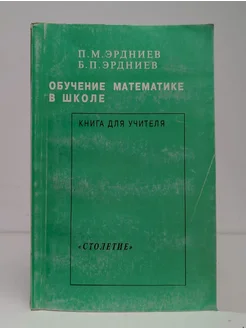 П.М.ЭРДНИЕВ
Б.П.ЭРДНИЕВ
ОБУЧЕНИЕ МАТЕМАТИКЕ
В ШКОЛЕ
КНИГА ДЛЯ УЧИТЕЛЯ
«СТОЛЕТИЕ»